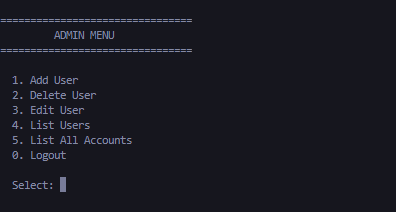 ================================
ADMIN MENU
================================
1. Add User
2. Delete User
3. Edit User
4. List Users
5. List All Accounts
0. Logout
Select: